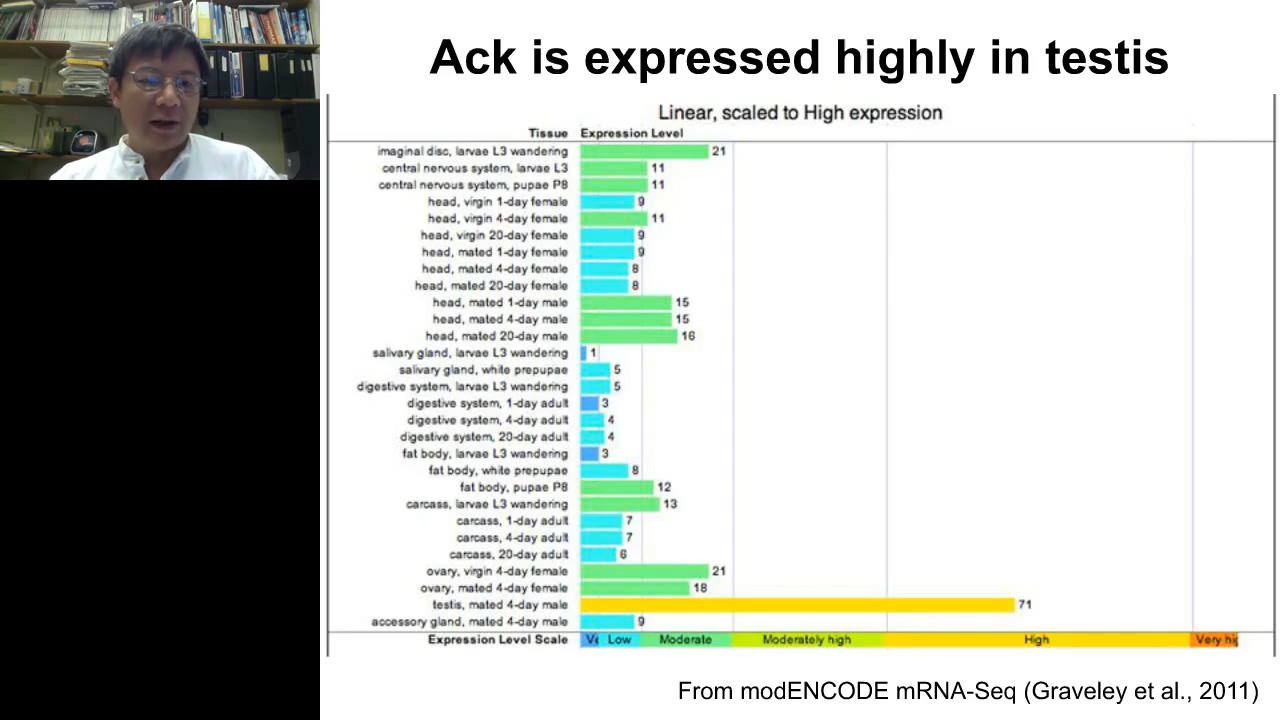 Ack is expressed highly in testis
Linear, scaled to High expression
Tissue Expression Level
imaginal disc, larvae L3 wandering 21
central nervous system, larvae L3 11
central nervous system, pupae P8 11
head, virgin 1-day female 9
head, virgin 4-day female 11
head, virgin 20-day female 9
head, mated 1-day female 9
head, mated 4-day female 8
head, mated 20-day female 8
head, mated 1-day male 15
head, mated 4-day male 15
head, mated 20-day male 16
salivary gland, larvae L3 wandering 1
salivary gland, white prepupae 5
digestive system, larvae L3 wandering 5
digestive system, 1-day adult 3
digestive system, 4-day adult 4
digestive system, 20-day adult 4
fat body, larvae L3 wandering 3
fat body, white prepupae 8
fat body, pupae P8 12
carcass, larvae L3 wandering 13
carcass, 1-day adult 7
carcass, 4-day adult 7
carcass, 20-day adult 6
ovary, virgin 4-day female 21
ovary, mated 4-day female 18
testis, mated 4-day male 71
accessory gland, mated 4-day male 9
Expression Level Scale Low Moderate Moderately high High Very
From modENCODE mRNA-Seq (Graveley et al., 2011)